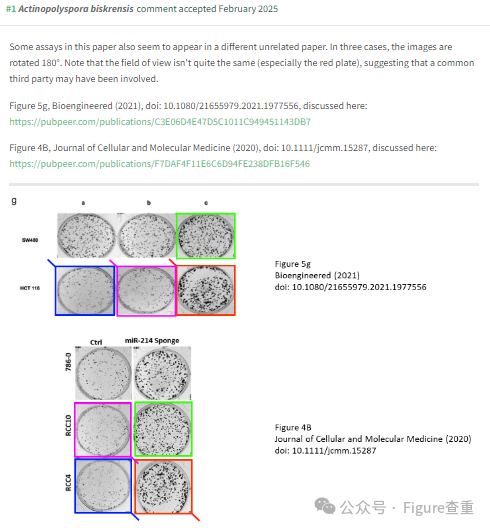 #1 Actinopolyspora biskrensis comment accepted February 2025
Some assays in this paper also seem to appear in a different unrelated paper. In three cases, the images are
rotated 180°. Note that the field of view isn't quite the same (especially the red plate), suggesting that a common
third party may have been involved.
Figure 5g, Bioengineered (2021), doi: 10.1080/21655979.2021.1977556, discussed here:
https://pubpeer.com/publications/C3E06D4E47D5C1011C949451143DB7
Figure 4B, Journal of Cellular and Molecular Medicine (2020), doi: 10.1111/jcmm.15287, discussed here:
https://pubpeer.com/publications/F7DAF4F11E6C6D94FE238DFB16F546
g
a b c
SW480
HCT 116
Figure 5g
Bioengineered (2021)
doi: 10.1080/21655979.2021.1977556
Ctrl miR-214 Sponge
786-0
RCC10
RCC4
Figure 4B
Journal of Cellular and Molecular Medicine (2020)
doi: 10.1111/jcmm.15287
公众号 · Figure查重